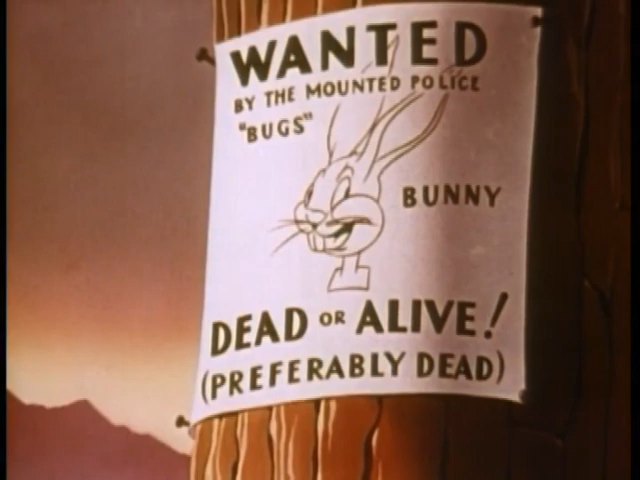 WANTED
BY THE MOUNTED POLICE
"BUGS"
BUNNY
DEAD OR ALIVE!
(PREFERABLY DEAD)